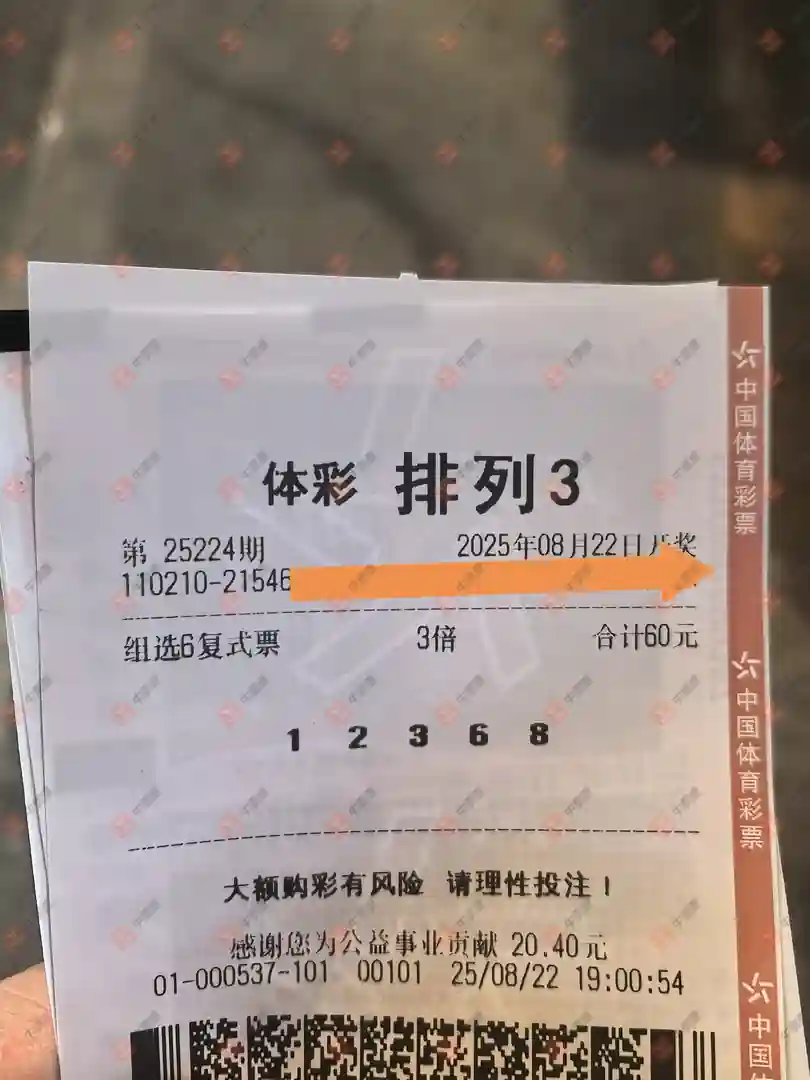 体彩 排列3
第 25224期 2025年08月22日开奖
110210-21546
组选6复式票 3倍 合计60元
1 2 3 6 8
大额购彩有风险 请理性投注！
感谢您为公益事业贡献 20.40元
01-000537-101 00101 25/08/22 19:00:54
中国体育彩票
中国体育彩票
中国体